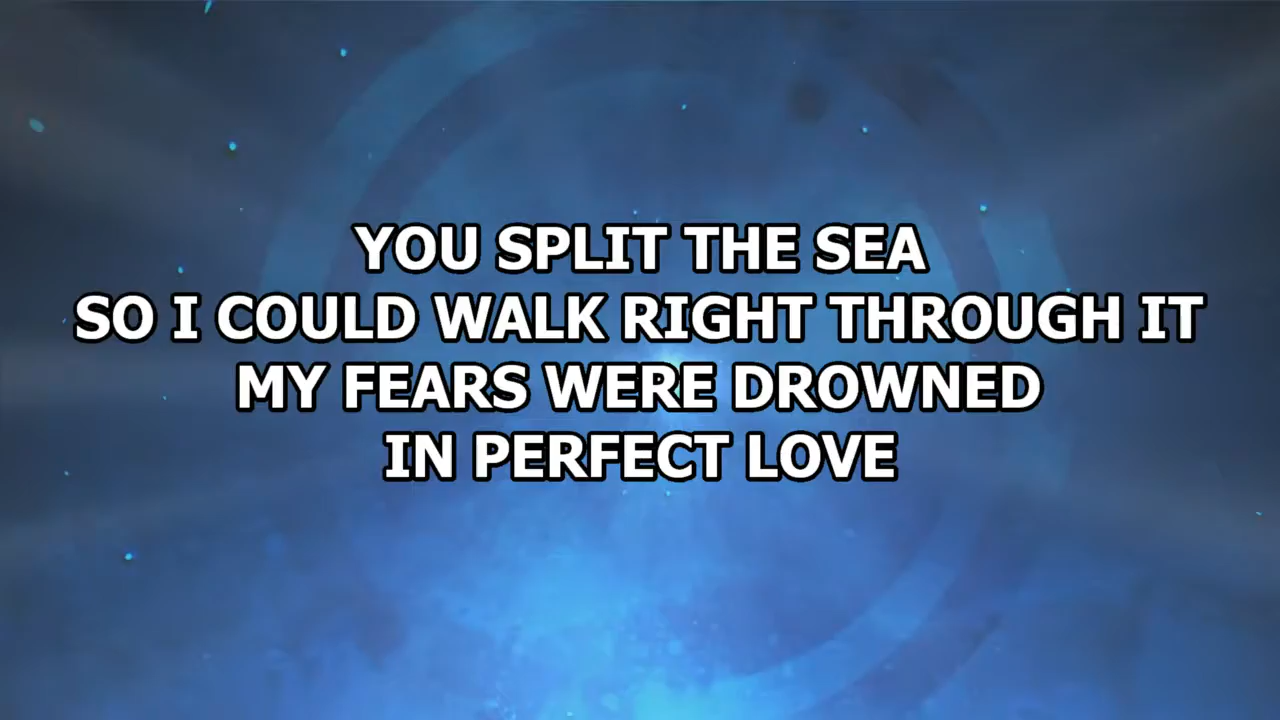 YOU SPLIT THE SEA
SO I COULD WALK RIGHT THROUGH IT
MY FEARS WERE DROWNED
IN PERFECT LOVE